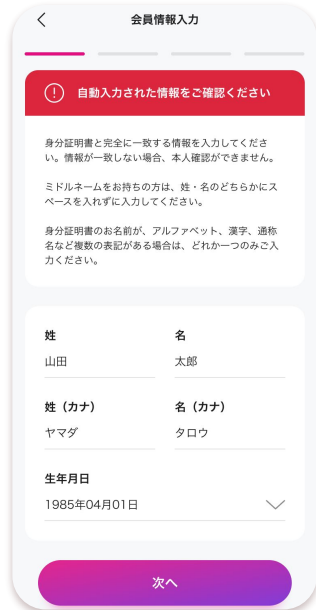 会員情報入力
自動入力された情報をご確認ください
身分証明書と完全に一致する情報を入力してくださ
い。情報が一致しない場合、本人確認ができません。
ミドルネームをお持ちの方は、姓・名のどちらかにス
ペースを入れずに入力してください。
身分証明書のお名前が、アルファベット、漢字、通称
名など複数の表記がある場合は、どれか一つのみご入
力ください。
姓 名
山田 太郎
姓（カナ） 名（カナ）
ヤマダ タロウ
生年月日
1985年04月01日
次へ